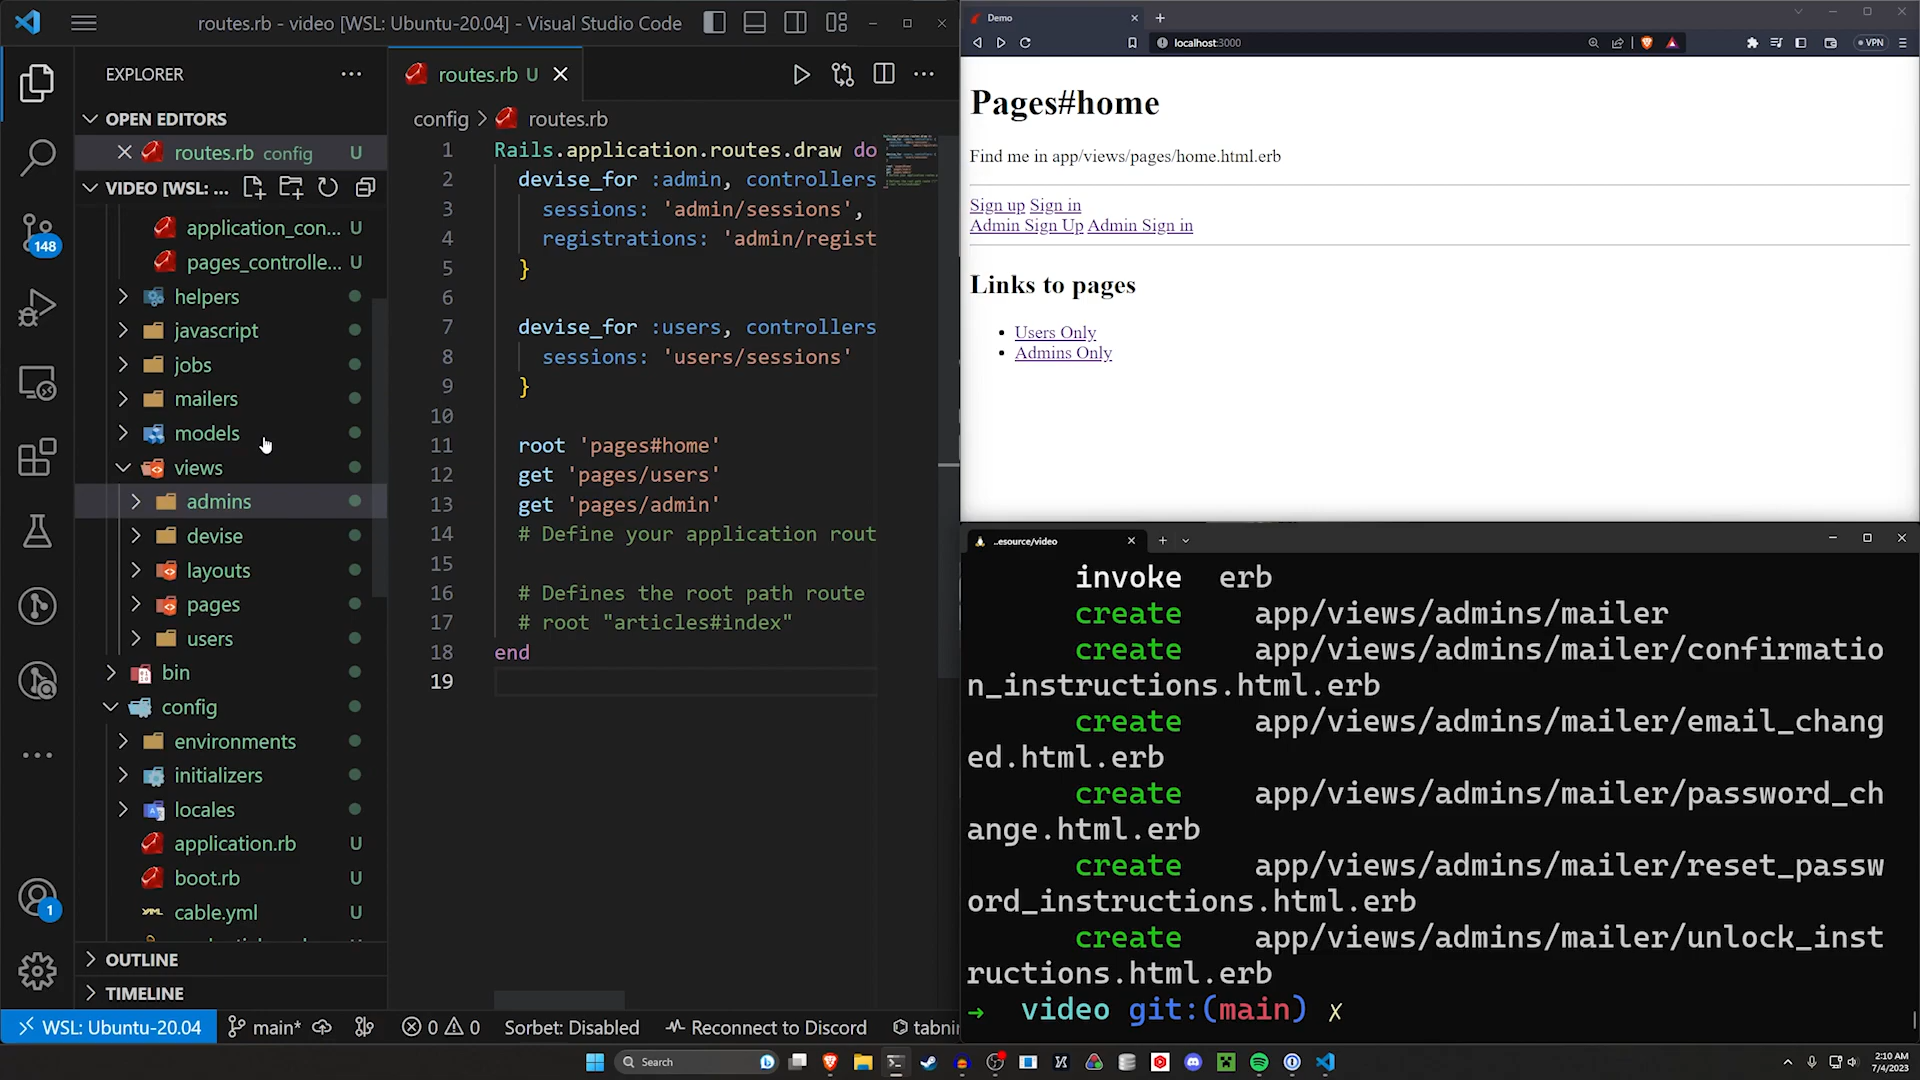 routes.rb - video [WSL: Ubuntu-20.04] - Visual Studio Code
EXPLORER
OPEN EDITORS
routes.rb config U
VIDEO [WSL: ...
application_con... U
pages_controlle... U
helpers
javascript
jobs
mailers
models
views
admins
devise
layouts
pages
users
bin
config
environments
initializers
locales
application.rb U
boot.rb U
cable.yml U
OUTLINE
TIMELINE
148
1
routes.rb U
config > routes.rb
1 Rails.application.routes.draw do
2 devise_for :admin, controllers
3 sessions: 'admin/sessions',
4 registrations: 'admin/regist
5 }
6
7 devise_for :users, controllers
8 sessions: 'users/sessions'
9 }
10
11 root 'pages#home'
12 get 'pages/users'
13 get 'pages/admin'
14 # Define your application rout
15
16 # Defines the root path route
17 # root "articles#index"
18 end
19
WSL: Ubuntu-20.04 main* 0 0 Sorbet: Disabled Reconnect to Discord tabnin
Demo
localhost:3000
VPN
Pages#home
Find me in app/views/pages/home.html.erb
Sign up Sign in
Admin Sign Up Admin Sign in
Links to pages
Users Only
Admins Only
..esource/video
invoke erb
create app/views/admins/mailer
create app/views/admins/mailer/confirmatio
n_instructions.html.erb
create app/views/admins/mailer/email_chang
ed.html.erb
create app/views/admins/mailer/password_ch
ange.html.erb
create app/views/admins/mailer/reset_passw
ord_instructions.html.erb
create app/views/admins/mailer/unlock_inst
ructions.html.erb
→ video git:(main) ✗
Search
2:10 AM
7/4/2023